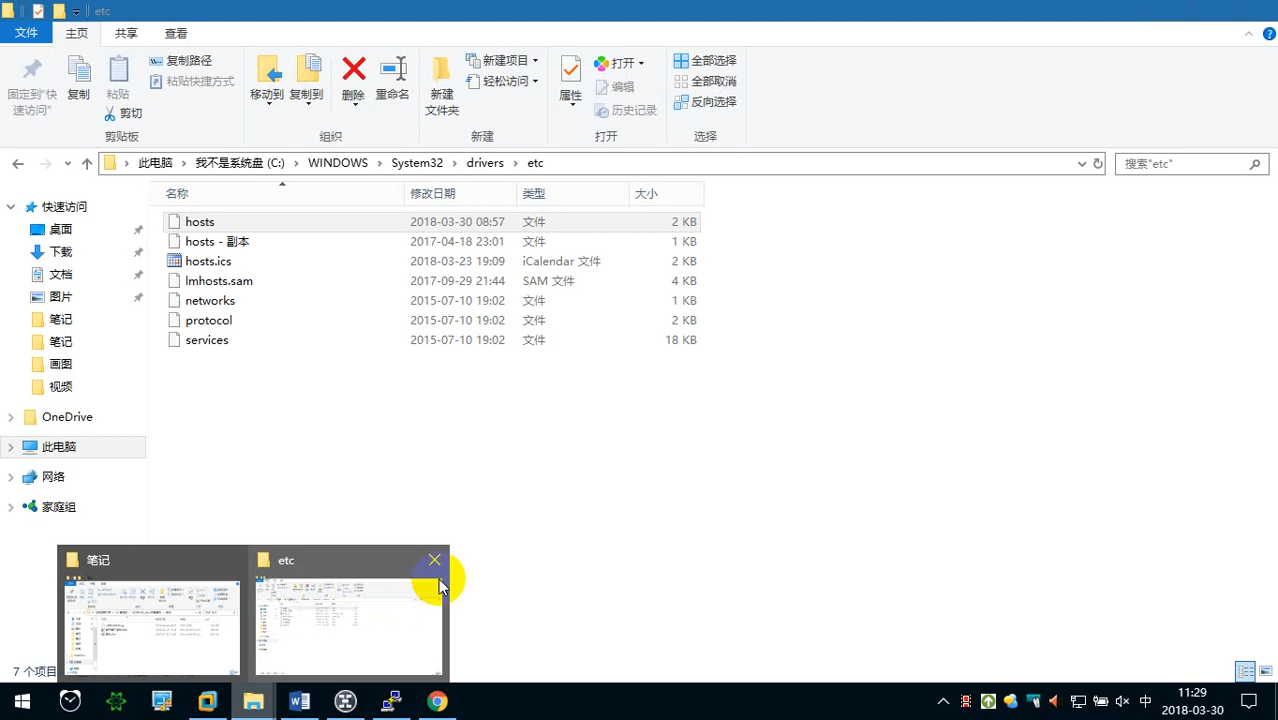 etc
文件
主页
共享
查看
固定到"快速访问"
复制
粘贴
复制路径
粘贴快捷方式
剪切
剪贴板
移动到
复制到
删除
重命名
组织
新建
文件夹
新建项目
轻松访问
新建
属性
打开
编辑
历史记录
打开
全部选择
全部取消
反向选择
选择
此电脑
我不是系统盘 (C:)
WINDOWS
System32
drivers
etc
搜索"etc"
名称 修改日期 类型 大小
hosts 2018-03-30 08:57 文件 2 KB
hosts - 副本 2017-04-18 23:01 文件 1 KB
hosts.ics 2018-03-23 19:09 iCalendar 文件 2 KB
lmhosts.sam 2017-09-29 21:44 SAM 文件 4 KB
networks 2015-07-10 19:02 文件 1 KB
protocol 2015-07-10 19:02 文件 2 KB
services 2015-07-10 19:02 文件 18 KB
快速访问
桌面
下载
文档
图片
笔记
笔记
画图
视频
OneDrive
此电脑
网络
家庭组
笔记
etc
7 个项目
中
11:29
2018-03-30